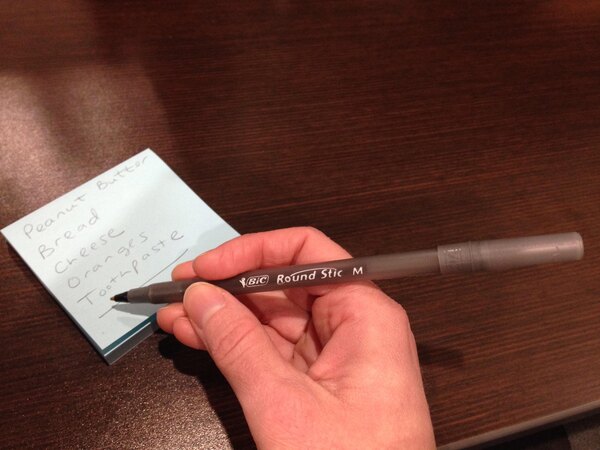 Peanut Butter
Bread
Cheese
Oranges
Toothpaste
BIC Round Stic M